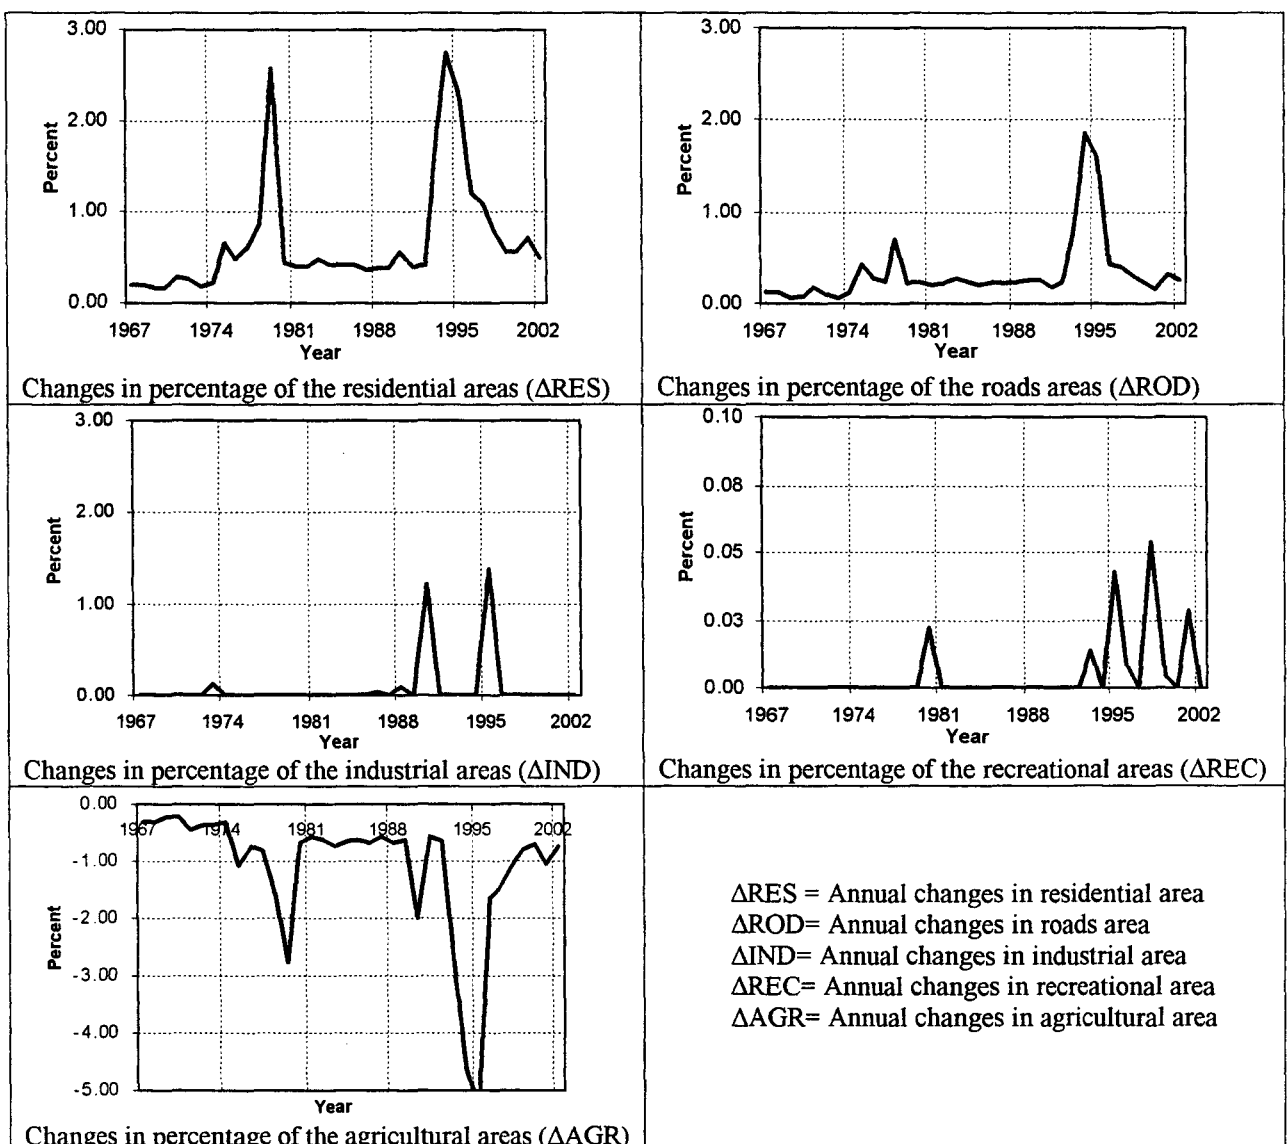 3.00
2.00
1.00
0.00
Percent
1967 1974 1981 1988 1995 2002
Year
Changes in percentage of the residential areas (ΔRES)
3.00
2.00
1.00
0.00
Percent
1967 1974 1981 1988 1995 2002
Year
Changes in percentage of the roads areas (ΔROD)
3.00
2.00
1.00
0.00
Percent
1967 1974 1981 1988 1995 2002
Year
Changes in percentage of the industrial areas (ΔIND)
0.10
0.08
0.05
0.03
0.00
Percent
1967 1974 1981 1988 1995 2002
Year
Changes in percentage of the recreational areas (ΔREC)
0.00
1967 1974 1981 1988 1995 2002
-1.00
-2.00
-3.00
-4.00
-5.00
Percent
Year
Changes in percentage of the agricultural areas (ΔAGR)
ΔRES = Annual changes in residential area
ΔROD= Annual changes in roads area
ΔIND= Annual changes in industrial area
ΔREC= Annual changes in recreational area
ΔAGR= Annual changes in agricultural area